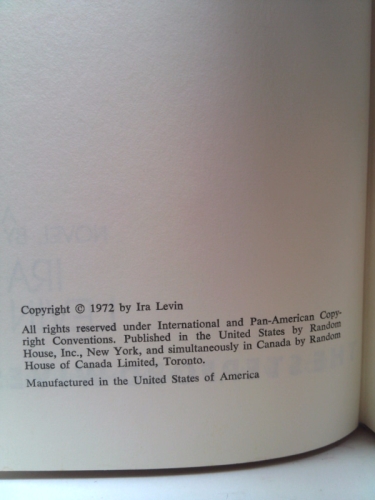 Copyright © 1972 by Ira Levin
All rights reserved under International and Pan-American Copy-
right Conventions. Published in the United States by Random
House, Inc., New York, and simultaneously in Canada by Random
House of Canada Limited, Toronto.
Manufactured in the United States of America